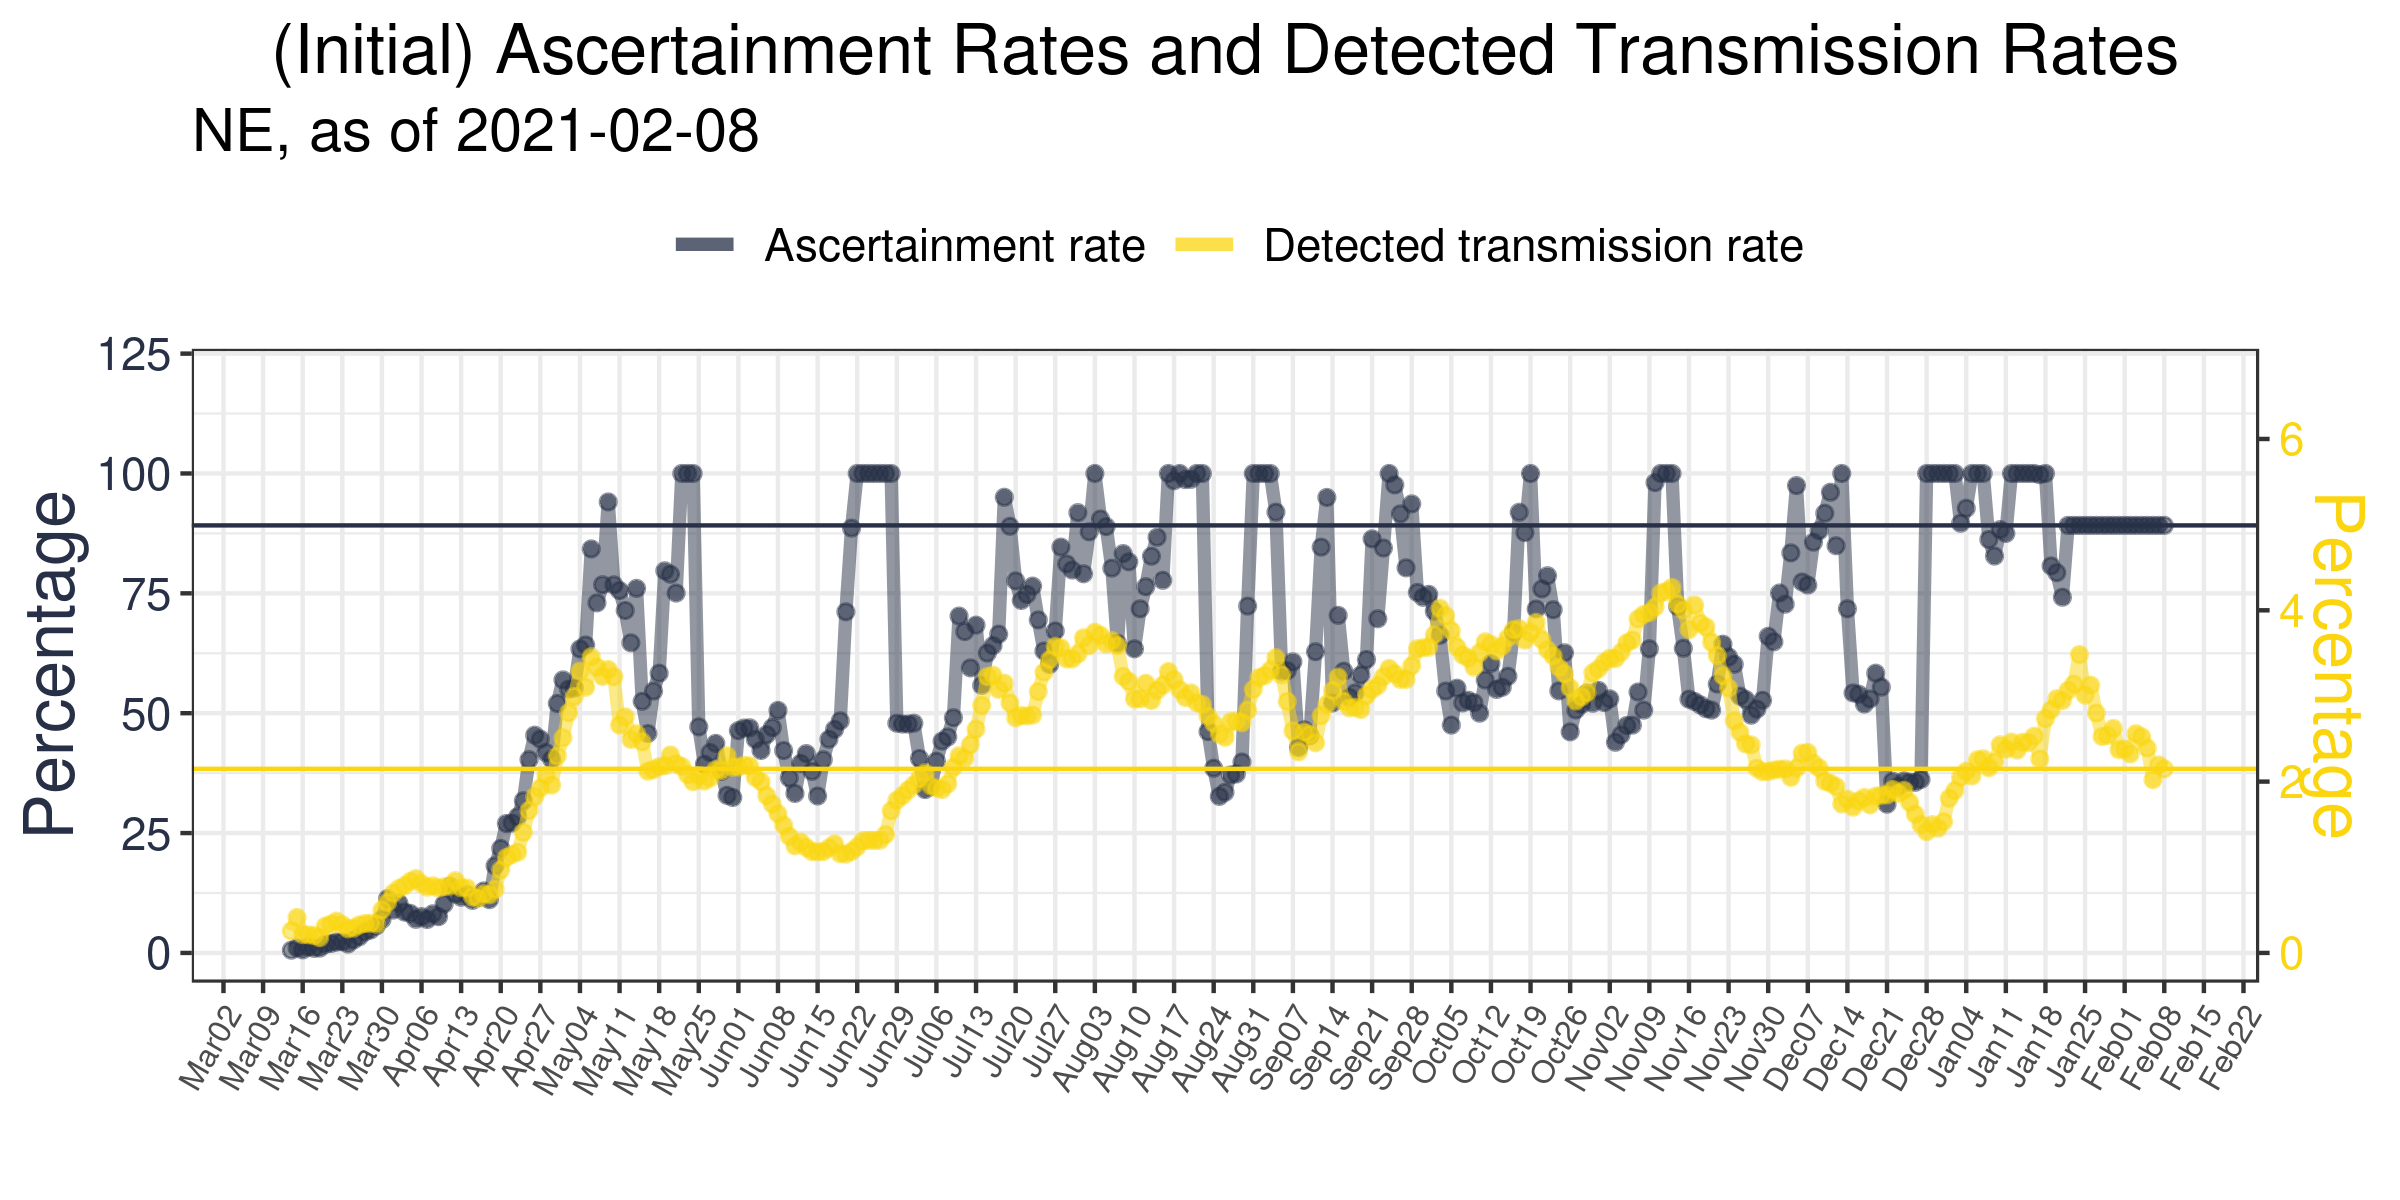 (Initial) Ascertainment Rates and Detected Transmission Rates
NE, as of 2021-02-08
Ascertainment rate
Detected transmission rate
125
100
75
50
25
0
Percentage
6
4
2
0
Percentage
Mar02
Mar09
Mar16
Mar23
Mar30
Apr06
Apr13
Apr20
Apr27
May04
May11
May18
May25
Jun01
Jun08
Jun15
Jun22
Jun29
Jul06
Jul13
Jul20
Jul27
Aug03
Aug10
Aug17
Aug24
Aug31
Sep07
Sep14
Sep21
Sep28
Oct05
Oct12
Oct19
Oct26
Nov02
Nov09
Nov16
Nov23
Nov30
Dec07
Dec14
Dec21
Dec28
Jan04
Jan11
Jan18
Jan25
Feb01
Feb08
Feb15
Feb22